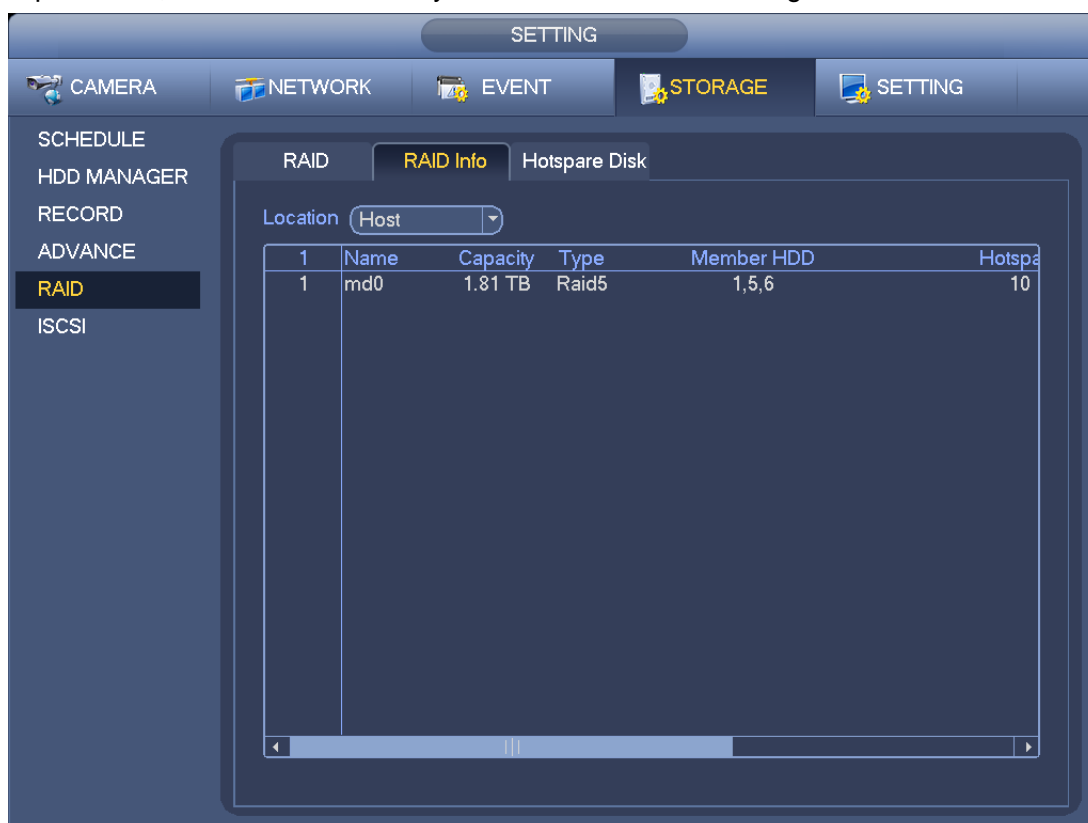 SETTING
CAMERA NETWORK EVENT STORAGE SETTING
SCHEDULE
HDD MANAGER
RECORD
ADVANCE
RAID
ISCSI
RAID RAID Info Hotspare Disk
Location Host
1 Name Capacity Type Member HDD Hotspa
1 md0 1.81 TB Raid5 1,5,6 10